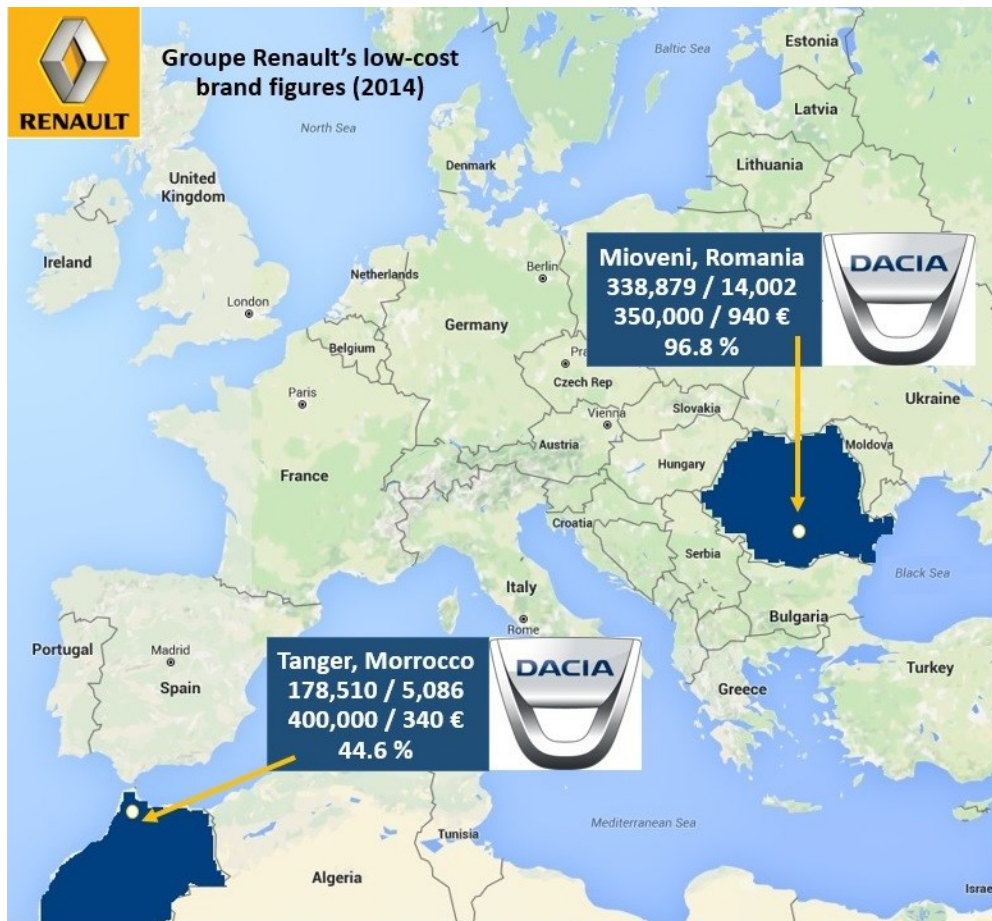 RENAULT
Groupe Renault's low-cost
brand figures (2014)
Baltic Sea
Estonia
Latvia
North Sea
Lithuania
Denmark
United
Kingdom
Ireland
Mioveni, Romania
338,879 / 14,002
350,000 / 940 €
96.8 %
DACIA
Netherlands
Berlin
London
Germany
Belgium
Pra
Czech Rep
Paris
Ukraine
Slovakia
Vienna
Austria
Moldova
Hungary
France
Croatia
Serbia
Black Sea
Italy
Rome
Bulgaria
Portugal
Madrid
Spain
Tanger, Morrocco
178,510 / 5,086
400,000 / 340 €
44.6 %
DACIA
Greece
Turkey
Mediterranean Sea
Tunisia
Algeria
Israe